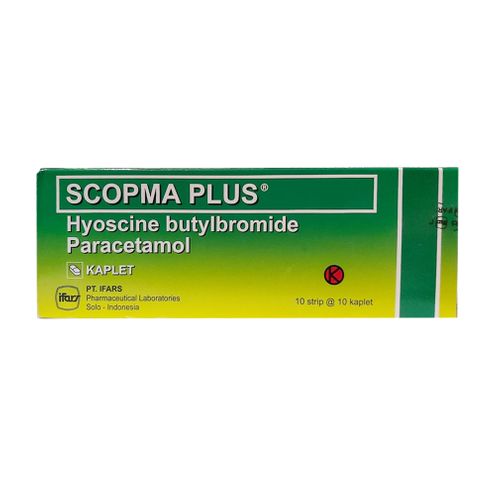 SCOPMA PLUS®
Hyoscine butylbromide
Paracetamol
KAPLET
ifars
PT. IFARS
Pharmaceutical Laboratories
Solo - Indonesia
K
10 strip @ 10 kaplet